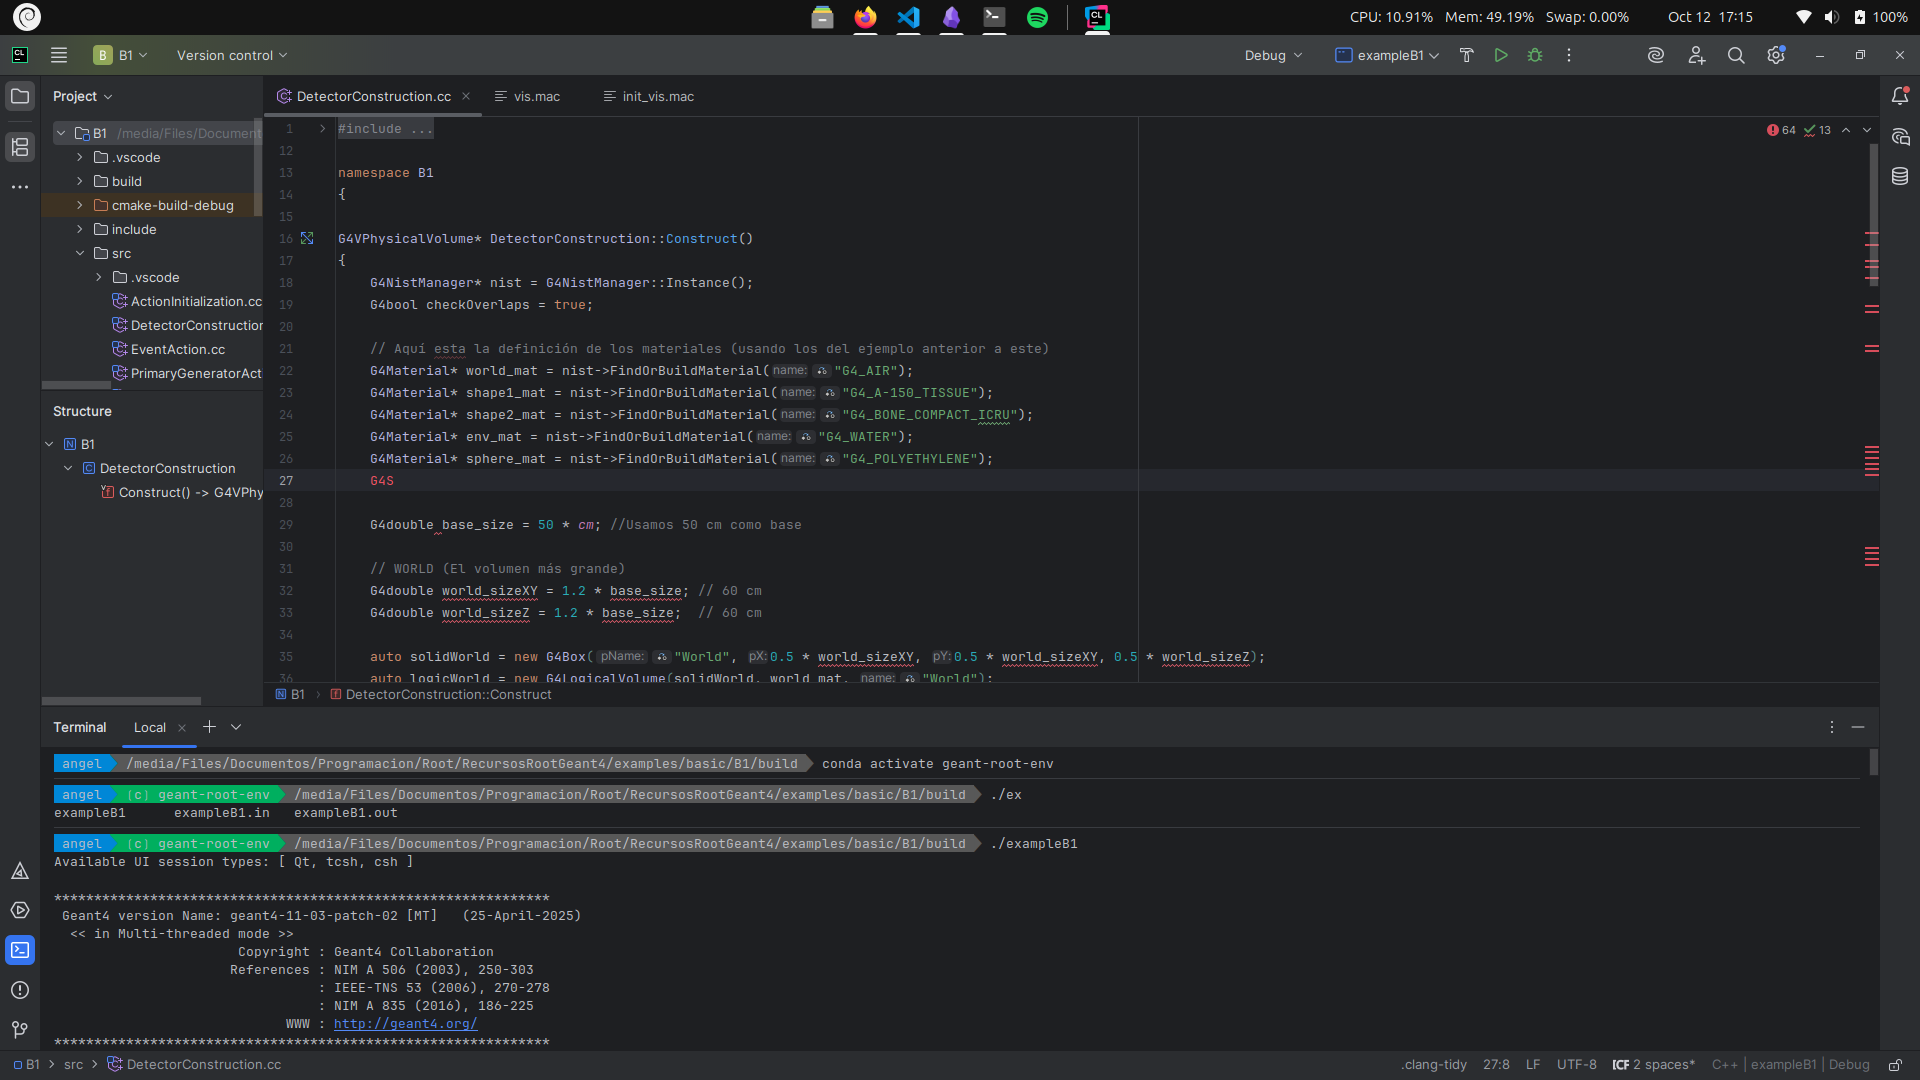 CPU: 10.91% Mem: 49.19% Swap: 0.00% Oct 12 17:15 100%
B B1 Version control Debug exampleB1
Project
DetectorConstruction.cc vis.mac init_vis.mac
B1 /media/Files/Document
.vscode
build
cmake-build-debug
include
src
.vscode
ActionInitialization.cc
DetectorConstruction
EventAction.cc
PrimaryGeneratorAct
Structure
B1
DetectorConstruction
Construct() -> G4VPhy
64 13
1 #include ...
12
13 namespace B1
14 {
15
16 G4VPhysicalVolume* DetectorConstruction::Construct()
17 {
18 G4NistManager* nist = G4NistManager::Instance();
19 G4bool checkOverlaps = true;
20
21 // Aquí esta la definición de los materiales (usando los del ejemplo anterior a este)
22 G4Material* world_mat = nist->FindOrBuildMaterial(name: "G4_AIR");
23 G4Material* shape1_mat = nist->FindOrBuildMaterial(name: "G4_A-150_TISSUE");
24 G4Material* shape2_mat = nist->FindOrBuildMaterial(name: "G4_BONE_COMPACT_ICRU");
25 G4Material* env_mat = nist->FindOrBuildMaterial(name: "G4_WATER");
26 G4Material* sphere_mat = nist->FindOrBuildMaterial(name: "G4_POLYETHYLENE");
27 G4S
28
29 G4double base_size = 50 * cm; //Usamos 50 cm como base
30
31 // WORLD (El volumen más grande)
32 G4double world_sizeXY = 1.2 * base_size; // 60 cm
33 G4double world_sizeZ = 1.2 * base_size; // 60 cm
34
35 auto solidWorld = new G4Box(pName: "World", pX:0.5 * world_sizeXY, pY:0.5 * world_sizeXY, 0.5 * world_sizeZ);
36 auto logicWorld = new G4LogicalVolume(solidWorld, world_mat, name: "World");
B1 > DetectorConstruction::Construct
Terminal Local
angel /media/Files/Documentos/Programacion/Root/RecursosRootGeant4/examples/basic/B1/build conda activate geant-root-env
angel (c) geant-root-env /media/Files/Documentos/Programacion/Root/RecursosRootGeant4/examples/basic/B1/build ./ex
exampleB1 exampleB1.in exampleB1.out
angel (c) geant-root-env /media/Files/Documentos/Programacion/Root/RecursosRootGeant4/examples/basic/B1/build ./exampleB1
Available UI session types: [ Qt, tcsh, csh ]
**************************************************************
Geant4 version Name: geant4-11-03-patch-02 [MT] (25-April-2025)
<< in Multi-threaded mode >>
Copyright : Geant4 Collaboration
References : NIM A 506 (2003), 250-303
: IEEE-TNS 53 (2006), 270-278
: NIM A 835 (2016), 186-225
WWW : http://geant4.org/
**************************************************************
B1 > src > DetectorConstruction.cc .clang-tidy 27:8 LF UTF-8 2 spaces* C++ | exampleB1 | Debug